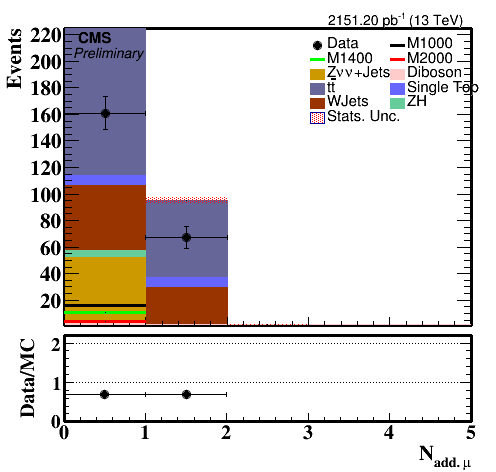 2151.20 pb⁻¹ (13 TeV)
CMS
Preliminary
Events
220
200
180
160
140
120
100
80
60
40
20
Data
M1000
M1400
M2000
Zνν+Jets
Diboson
tt̄
Single Top
WJets
ZH
Stats. Unc.
Data/MC
2
1
0
0 1 2 3 4 5
N add. μ